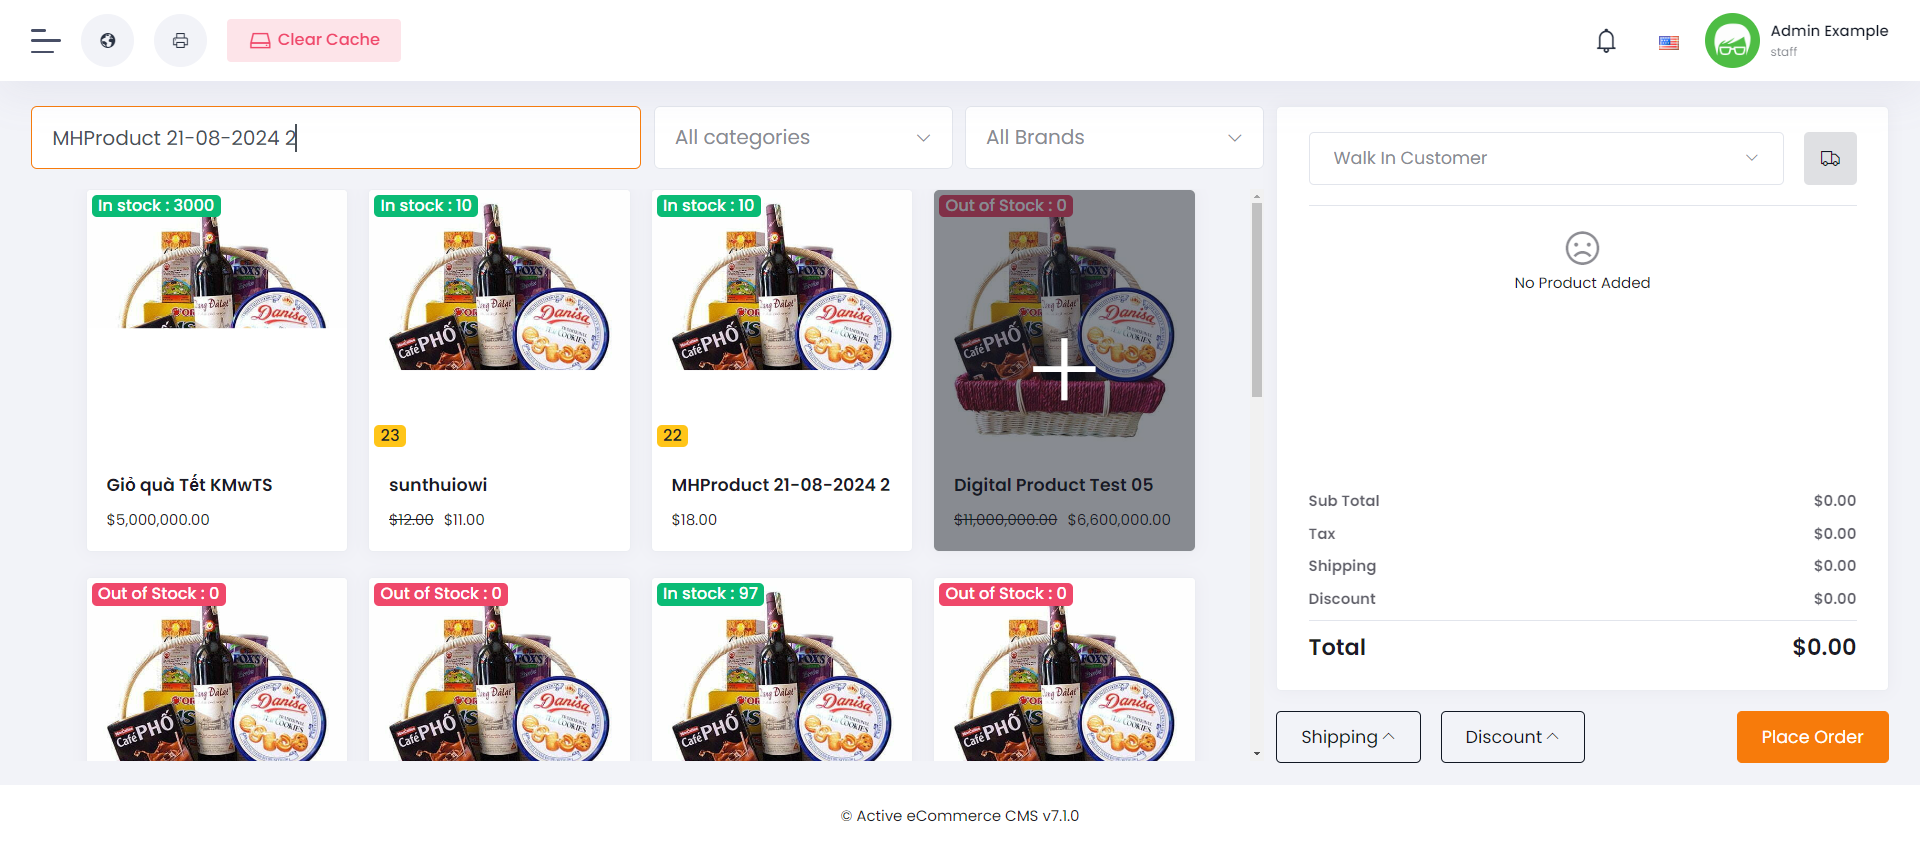 Clear Cache
Admin Example
staff
MHProduct 21-08-2024 2
All categories
All Brands
Walk In Customer
In stock : 3000
In stock : 10
In stock : 10
Out of Stock : 0
No Product Added
23
22
Giỏ quà Tết KMwTS
sunthuiowi
MHProduct 21-08-2024 2
Digital Product Test 05
$5,000,000.00
$12.00 $11.00
$18.00
$11,000,000.00 $6,600,000.00
Sub Total $0.00
Tax $0.00
Shipping $0.00
Discount $0.00
Total $0.00
Out of Stock : 0
Out of Stock : 0
In stock : 97
Out of Stock : 0
Shipping
Discount
Place Order
© Active eCommerce CMS v7.1.0